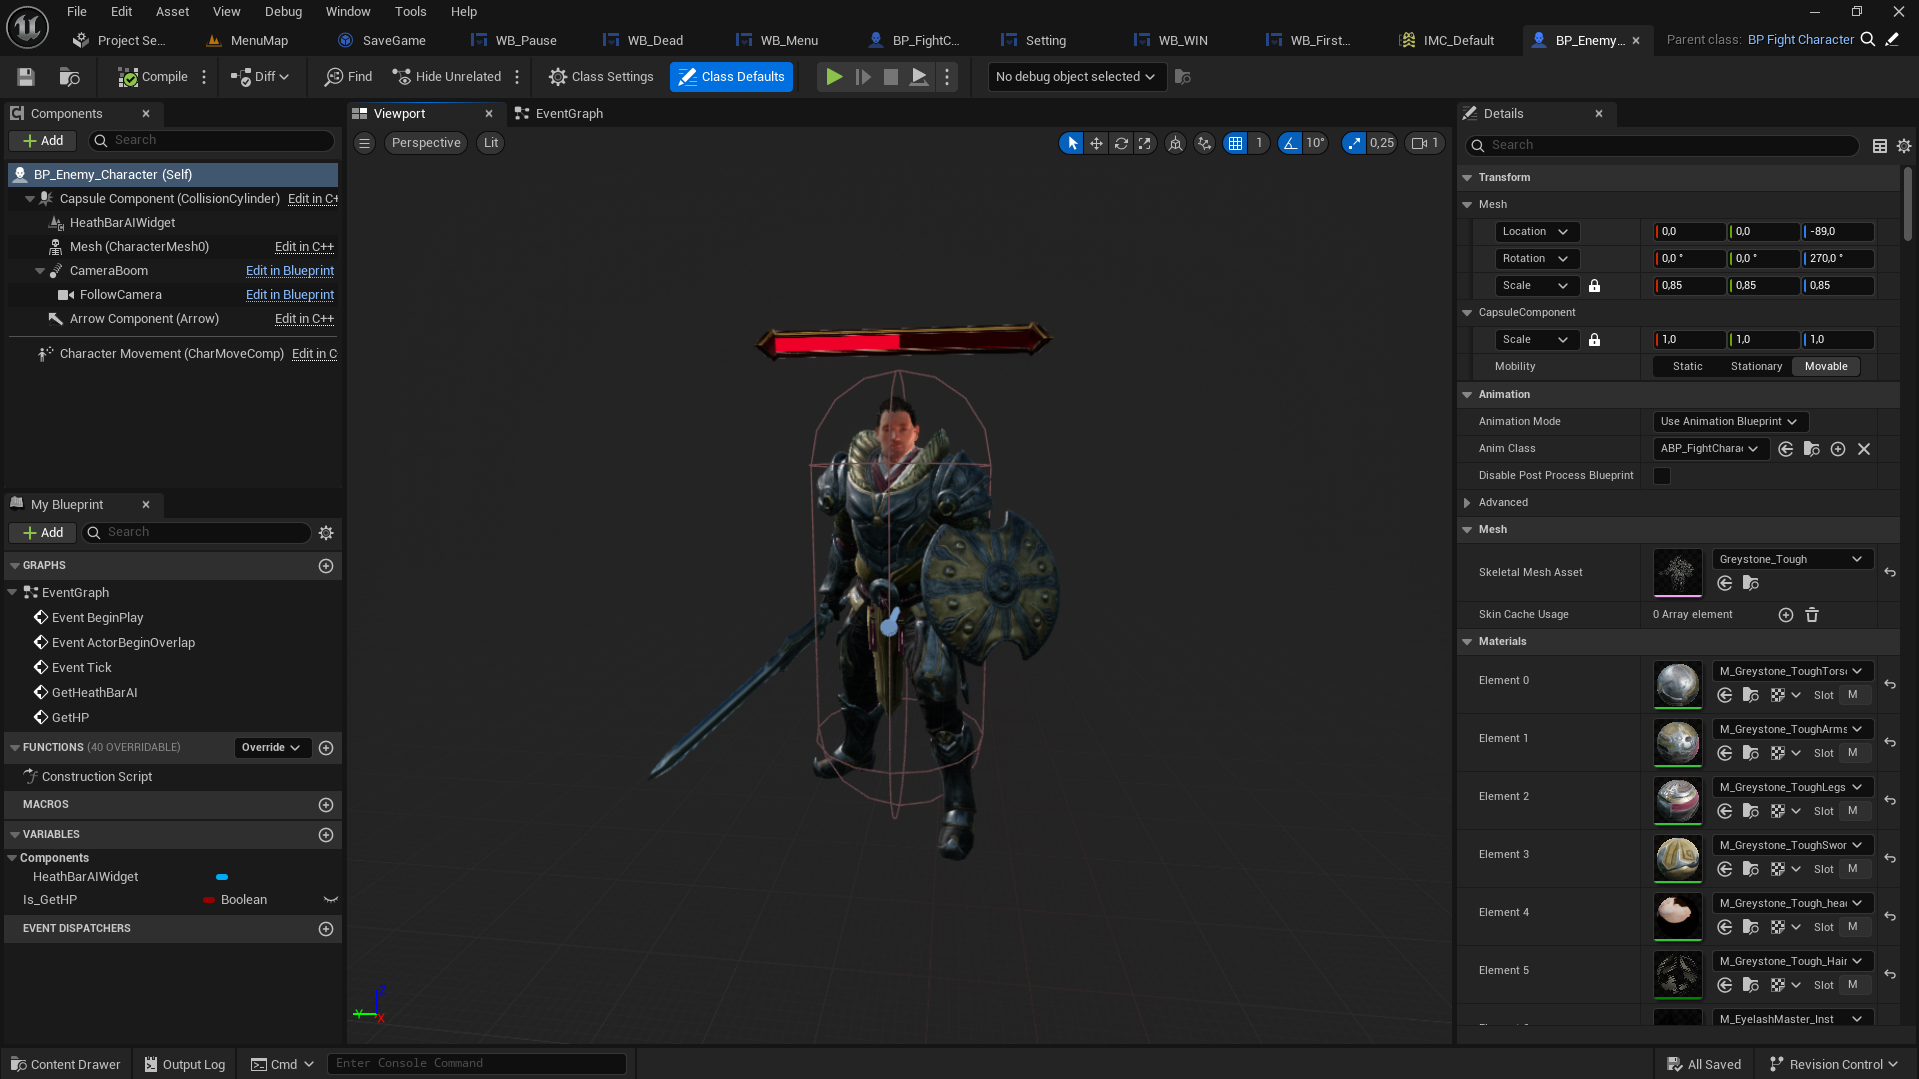 File Edit Asset View Debug Window Tools Help
Project Se... MenuMap SaveGame WB_Pause WB_Dead WB_Menu BP_FightC... Setting WB_WIN WB_First... IMC_Default BP_Enemy... Parent class: BP Fight Character
Compile Diff Find Hide Unrelated Class Settings Class Defaults No debug object selected
Components
Add Search
BP_Enemy_Character (Self)
Capsule Component (CollisionCylinder) Edit in C+
HeathBarAIWidget
Mesh (CharacterMesh0) Edit in C++
CameraBoom Edit in Blueprint
FollowCamera Edit in Blueprint
Arrow Component (Arrow) Edit in C++
Character Movement (CharMoveComp) Edit in C
My Blueprint
Add Search
GRAPHS
EventGraph
Event BeginPlay
Event ActorBeginOverlap
Event Tick
GetHeathBarAI
GetHP
FUNCTIONS (40 OVERRIDABLE) Override
Construction Script
MACROS
VARIABLES
Components
HeathBarAIWidget
Is_GetHP Boolean
EVENT DISPATCHERS
Viewport EventGraph
Perspective Lit 1 10° 0,25 1
Z
Y X
Details
Search
Transform
Mesh
Location 0,0 0,0 -89,0
Rotation 0,0 ° 0,0 ° 270,0 °
Scale 0,85 0,85 0,85
CapsuleComponent
Scale 1,0 1,0 1,0
Mobility Static Stationary Movable
Animation
Animation Mode Use Animation Blueprint
Anim Class ABP_FightCharac
Disable Post Process Blueprint
Advanced
Mesh
Skeletal Mesh Asset Greystone_Tough
Skin Cache Usage 0 Array element
Materials
Element 0 M_Greystone_ToughTorso Slot M
Element 1 M_Greystone_ToughArms Slot M
Element 2 M_Greystone_ToughLegs Slot M
Element 3 M_Greystone_ToughSwor Slot M
Element 4 M_Greystone_Tough_head Slot M
Element 5 M_Greystone_Tough_Hair Slot M
M_EyelashMaster_Inst
Content Drawer Output Log Cmd Enter Console Command All Saved Revision Control